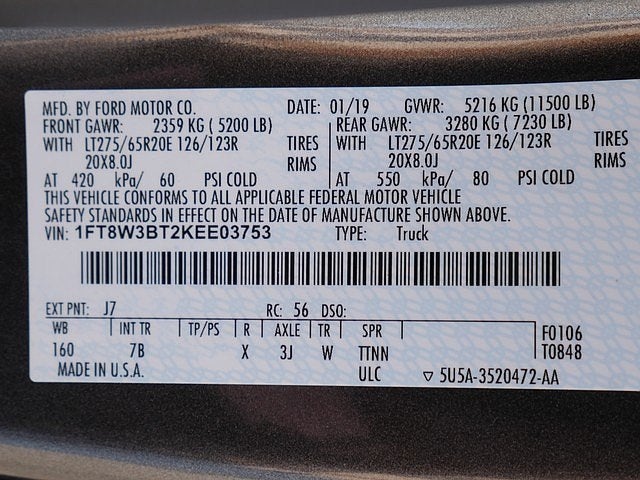 MFD. BY FORD MOTOR CO. DATE: 01/19 GVWR: 5216 KG (11500 LB)
FRONT GAWR: 2359 KG ( 5200 LB) REAR GAWR: 3280 KG ( 7230 LB)
WITH LT275/65R20E 126/123R TIRES WITH LT275/65R20E 126/123R TIRES
20X8.0J RIMS 20X8.0J RIMS
AT 420 kPa/ 60 PSI COLD AT 550 kPa/ 80 PSI COLD
THIS VEHICLE CONFORMS TO ALL APPLICABLE FEDERAL MOTOR VEHICLE
SAFETY STANDARDS IN EFFECT ON THE DATE OF MANUFACTURE SHOWN ABOVE.
VIN: 1FT8W3BT2KEE03753 TYPE: Truck
EXT PNT: J7 RC: 56 DSO:
WB INT TR TP/PS R AXLE TR SPR F0106
160 7B X 3J W TTNN T0848
MADE IN U.S.A. ULC ▽ 5U5A-3520472-AA